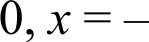 0, x = –